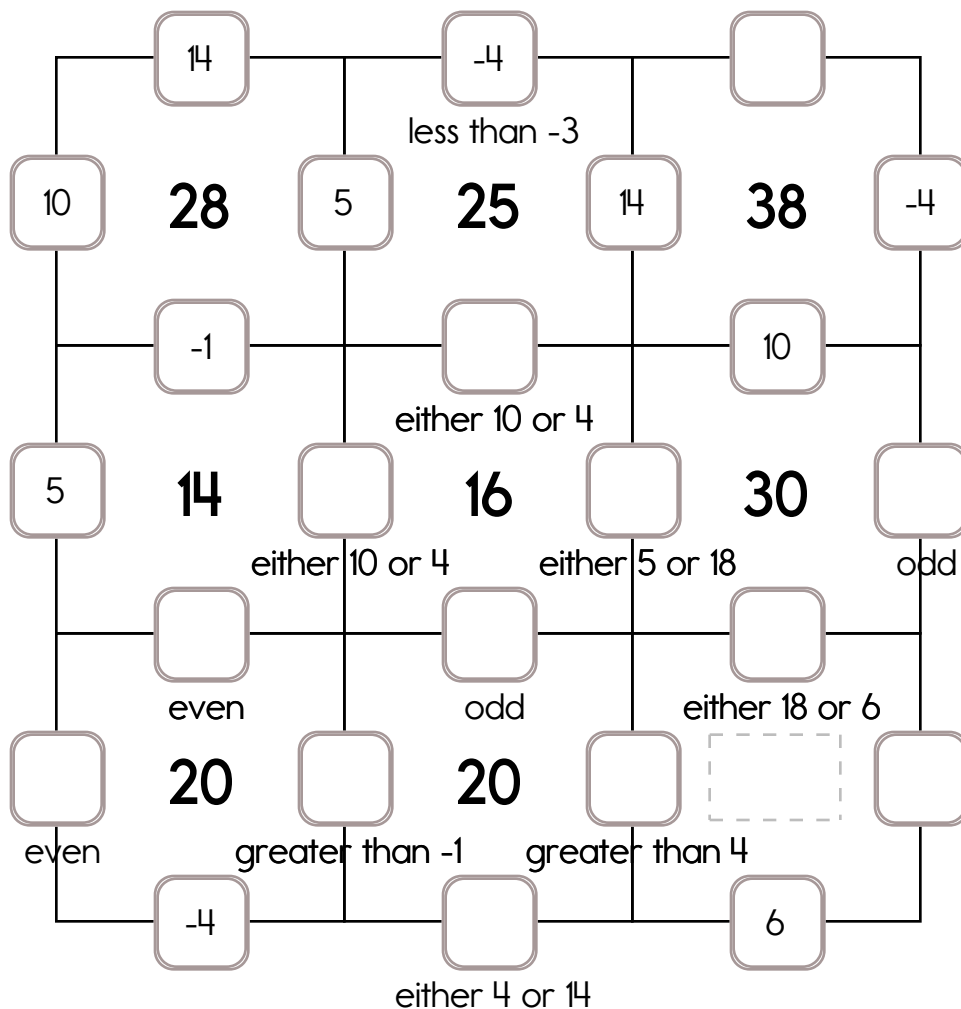 14 -4
less than -3
10 28 5 25 14 38 -4
-1 10
either 10 or 4
5 14 16 30
either 10 or 4 either 5 or 18 odd
even odd either 18 or 6
20 20
even greater than -1 greater than 4
-4 6
either 4 or 14